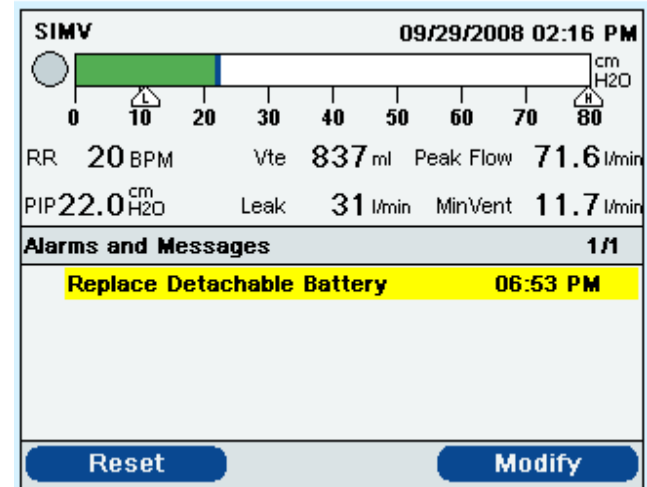 SIMV 09/29/2008 02:16 PM
cm
H2O
L H
0 10 20 30 40 50 60 70 80
RR 20 BPM Vte 837 ml Peak Flow 71.6 l/min
PIP 22.0 cm H2O Leak 31 l/min MinVent 11.7 l/min
Alarms and Messages 1/1
Replace Detachable Battery 06:53 PM
Reset Modify